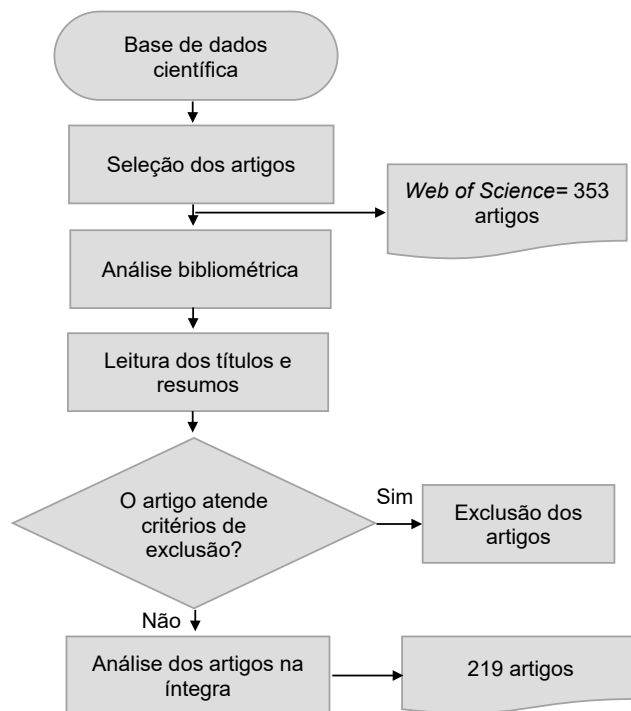 Base de dados
científica
Seleção dos artigos
Web of Science= 353
artigos
Análise bibliométrica
Leitura dos títulos e
resumos
O artigo atende
critérios de
exclusão?
Sim
Exclusão dos
artigos
Não
Análise dos artigos na
íntegra
219 artigos